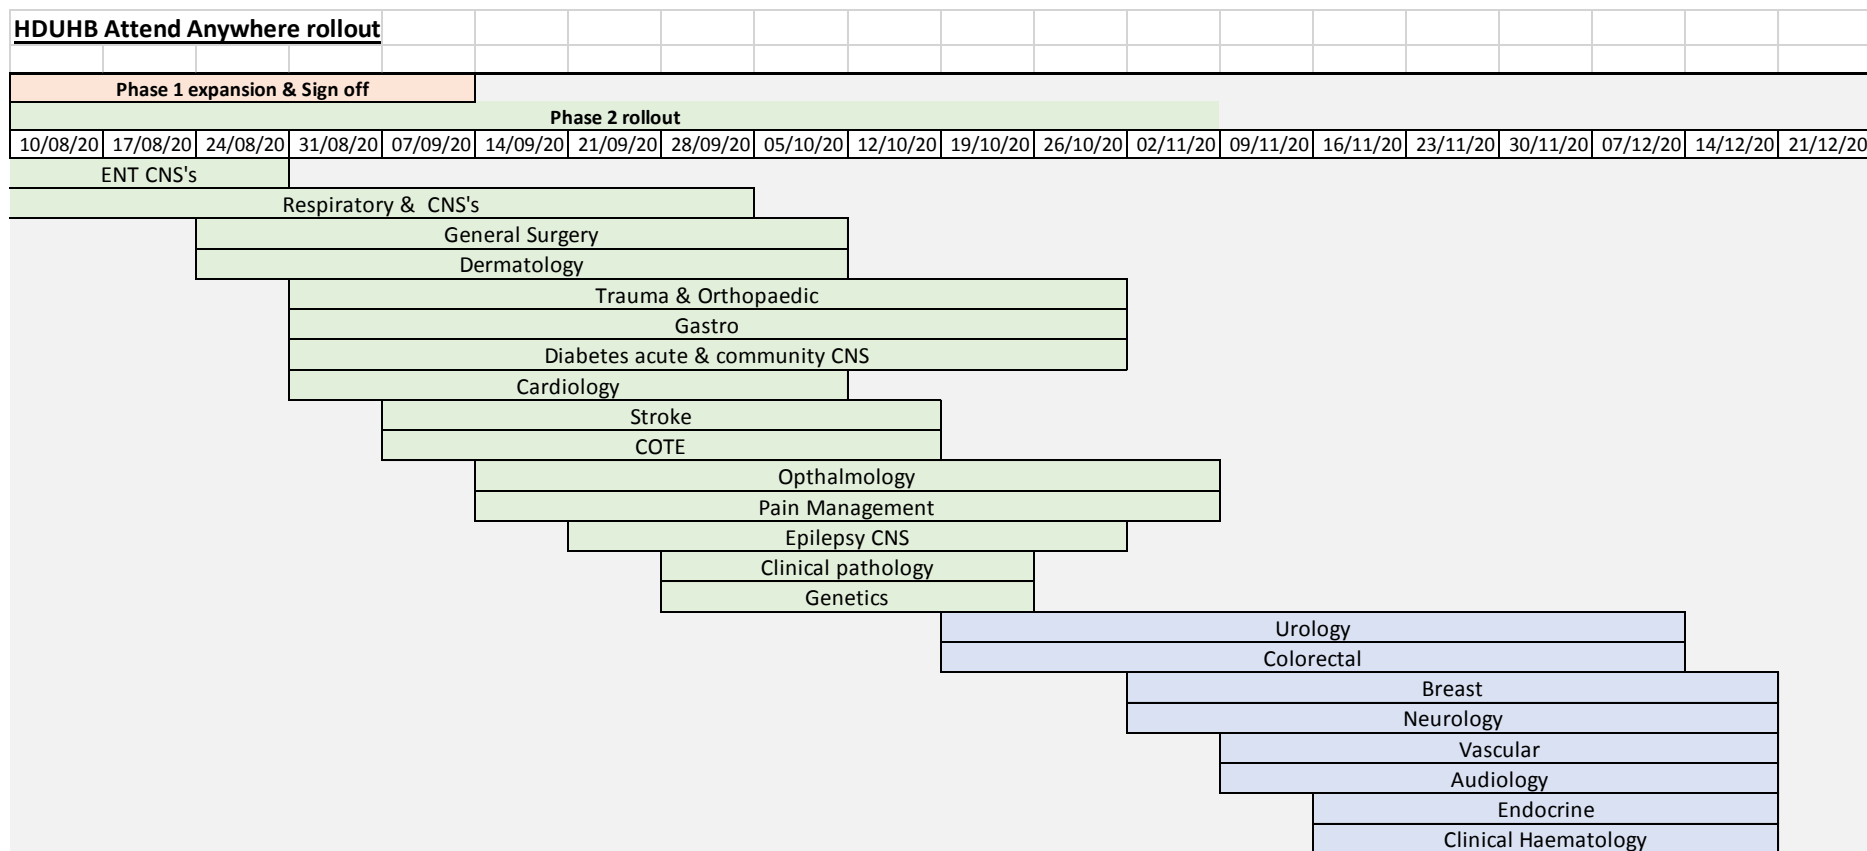 HDUHB Attend Anywhere rollout
Phase 1 expansion & Sign off
Phase 2 rollout
10/08/20 17/08/20 24/08/20 31/08/20 07/09/20 14/09/20 21/09/20 28/09/20 05/10/20 12/10/20 19/10/20 26/10/20 02/11/20 09/11/20 16/11/20 23/11/20 30/11/20 07/12/20 14/12/20 21/12/20
ENT CNS's
Respiratory & CNS's
General Surgery
Dermatology
Trauma & Orthopaedic
Gastro
Diabetes acute & community CNS
Cardiology
Stroke
COTE
Opthalmology
Pain Management
Epilepsy CNS
Clinical pathology
Genetics
Urology
Colorectal
Breast
Neurology
Vascular
Audiology
Endocrine
Clinical Haematology